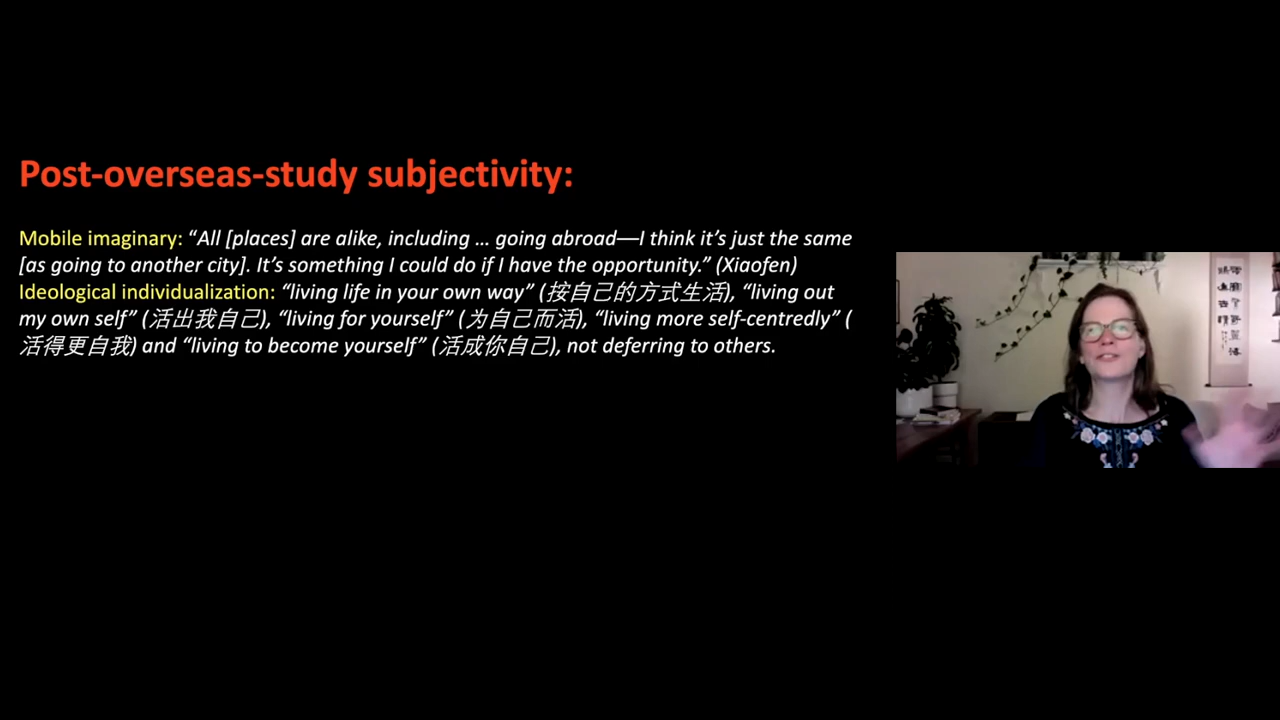 Post-overseas-study subjectivity:
Mobile imaginary: “All [places] are alike, including … going abroad—I think it’s just the same
[as going to another city]. It’s something I could do if I have the opportunity.” (Xiaofen)
Ideological individualization: “living life in your own way” (按自己的方式生活), “living out
my own self” (活出我自己), “living for yourself” (为自己而活), “living more self-centredly” (
活得更自我) and “living to become yourself” (活成你自己), not deferring to others.